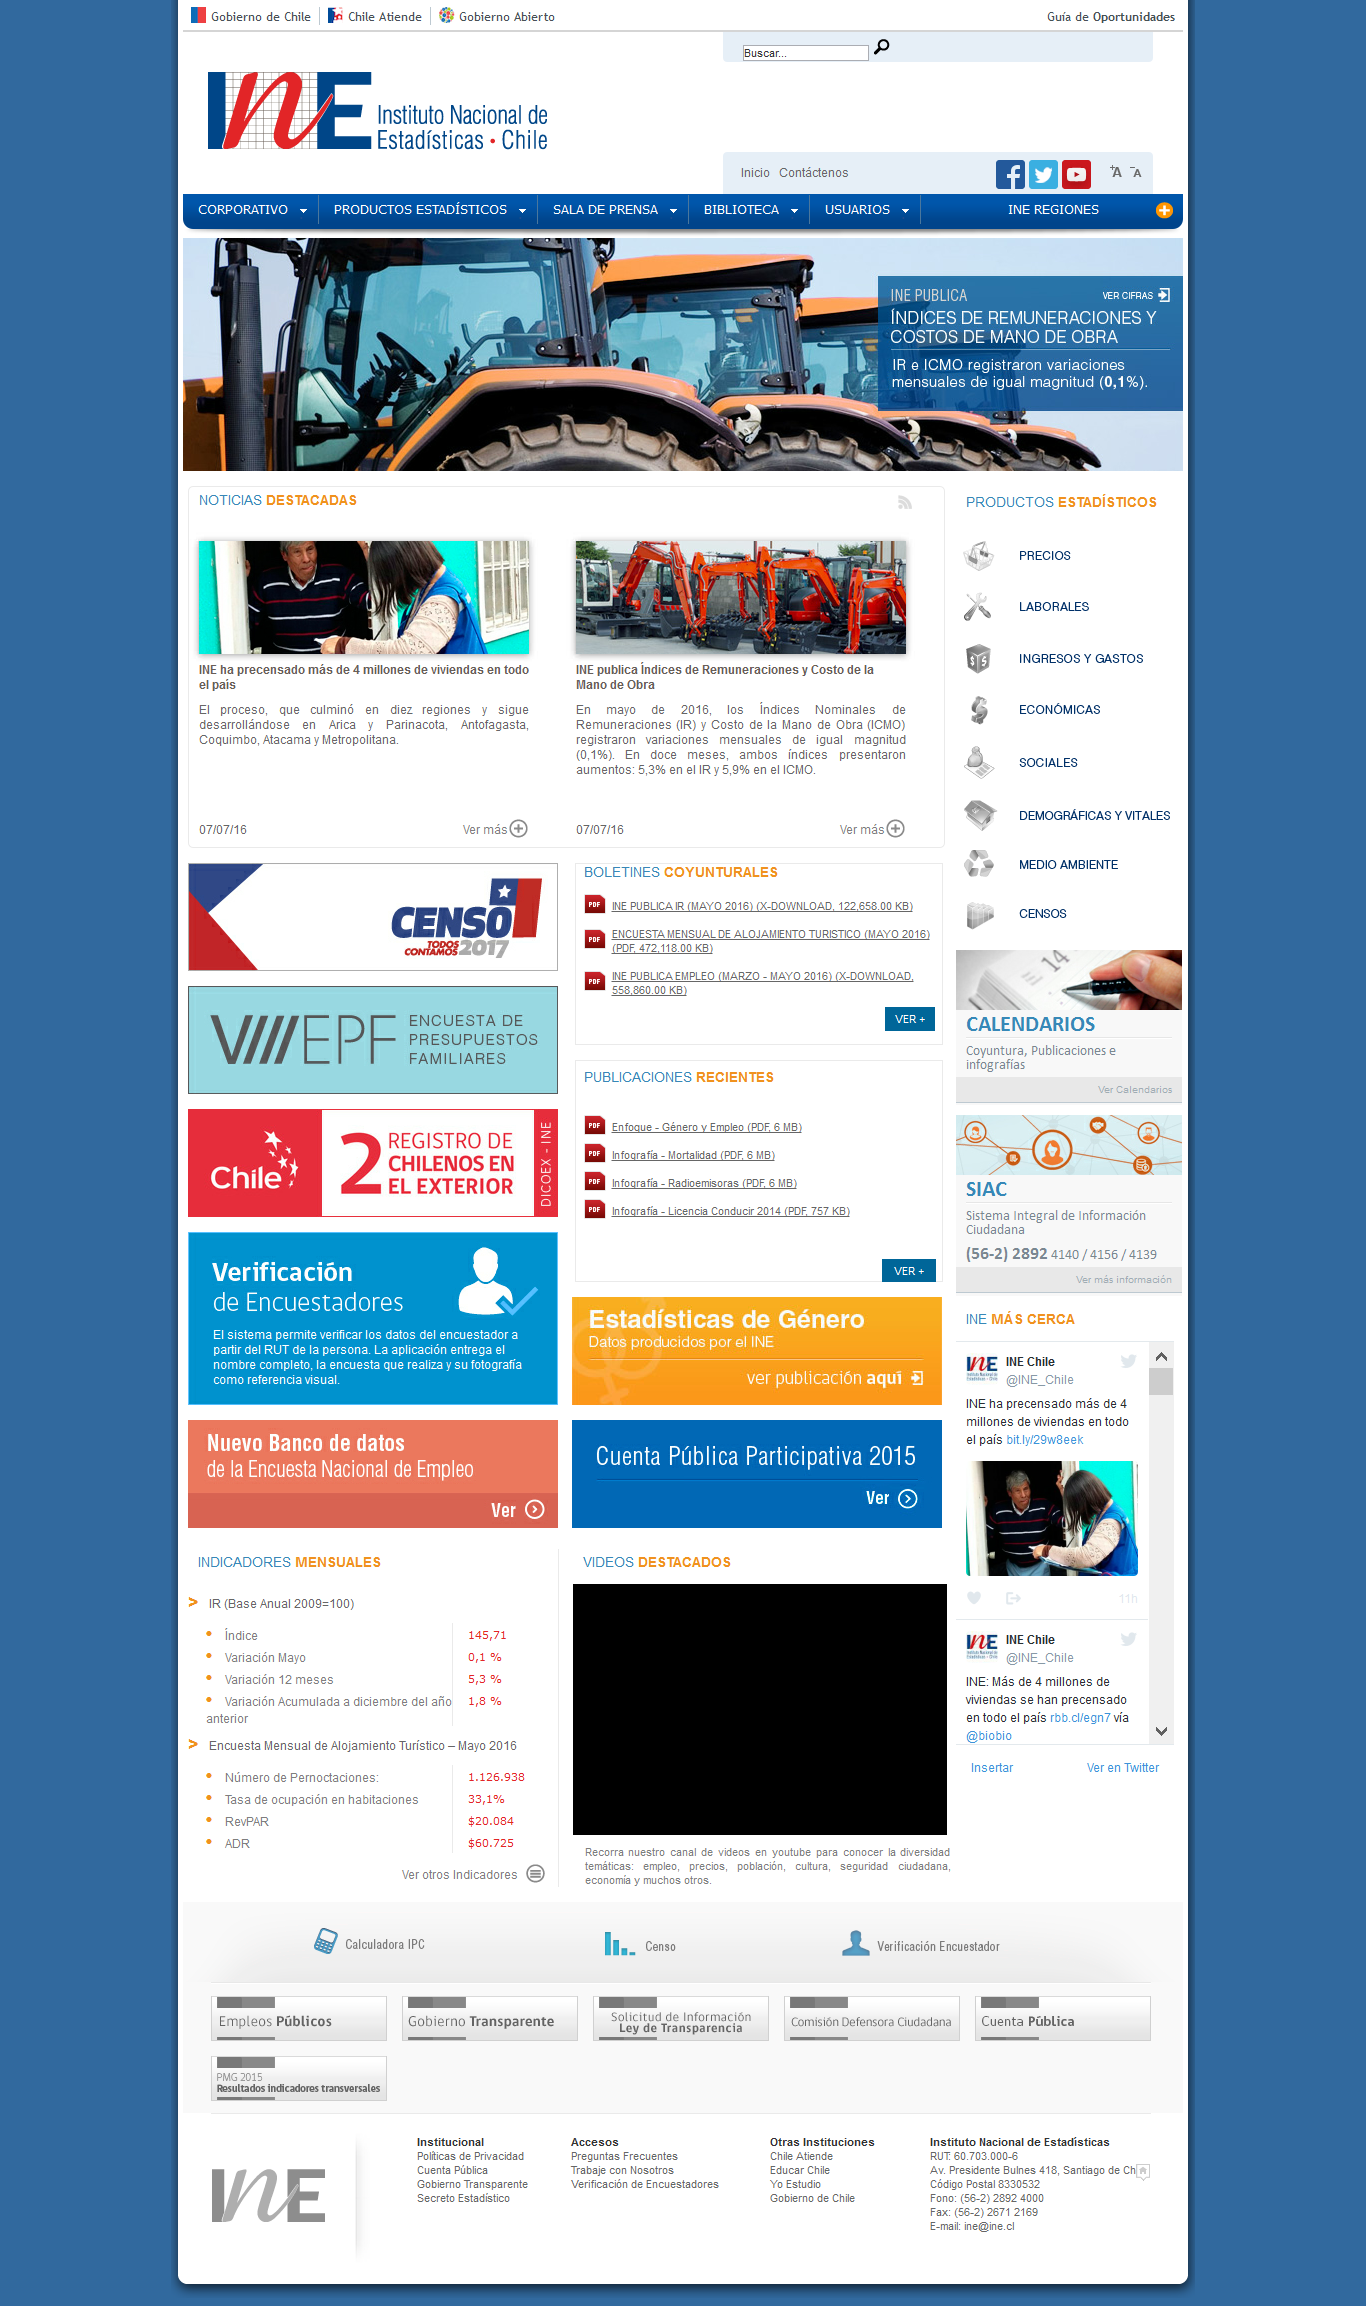 Gobierno de Chile
Chile Atiende
Gobierno Abierto
Guía de Oportunidades
Buscar...
INE Instituto Nacional de
Estadísticas • Chile
Inicio Contáctenos
+A -A
CORPORATIVO
PRODUCTOS ESTADÍSTICOS
SALA DE PRENSA
BIBLIOTECA
USUARIOS
INE REGIONES
INE PUBLICA
VER CIFRAS
ÍNDICES DE REMUNERACIONES Y
COSTOS DE MANO DE OBRA
IR e ICMO registraron variaciones
mensuales de igual magnitud (0,1%).
NOTICIAS DESTACADAS
INE ha precensado más de 4 millones de viviendas en todo
el país
El proceso, que culminó en diez regiones y sigue
desarrollándose en Arica y Parinacota, Antofagasta,
Coquimbo, Atacama y Metropolitana.
07/07/16
Ver más
INE publica Índices de Remuneraciones y Costo de la
Mano de Obra
En mayo de 2016, los Índices Nominales de
Remuneraciones (IR) y Costo de la Mano de Obra (ICMO)
registraron variaciones mensuales de igual magnitud
(0,1%). En doce meses, ambos índices presentaron
aumentos: 5,3% en el IR y 5,9% en el ICMO.
07/07/16
Ver más
PRODUCTOS ESTADÍSTICOS
PRECIOS
LABORALES
INGRESOS Y GASTOS
ECONÓMICAS
SOCIALES
DEMOGRÁFICAS Y VITALES
MEDIO AMBIENTE
CENSOS
CENSO
TODOS
CONTAMOS 2017
VIII EPF
ENCUESTA DE
PRESUPUESTOS
FAMILIARES
Chile
2 REGISTRO DE
CHILENOS EN
EL EXTERIOR
DICOEX - INE
Verificación
de Encuestadores
El sistema permite verificar los datos del encuestador a
partir del RUT de la persona. La aplicación entrega el
nombre completo, la encuesta que realiza y su fotografía
como referencia visual.
Nuevo Banco de datos
de la Encuesta Nacional de Empleo
Ver
BOLETINES COYUNTURALES
PDF INE PUBLICA IR (MAYO 2016) (X-DOWNLOAD, 122,658.00 KB)
PDF ENCUESTA MENSUAL DE ALOJAMIENTO TURISTICO (MAYO 2016)
(PDF, 472,118.00 KB)
PDF INE PUBLICA EMPLEO (MARZO - MAYO 2016) (X-DOWNLOAD,
558,860.00 KB)
VER +
PUBLICACIONES RECIENTES
PDF Enfoque - Género y Empleo (PDF, 6 MB)
PDF Infografía - Mortalidad (PDF, 6 MB)
PDF Infografía - Radioemisoras (PDF, 6 MB)
PDF Infografía - Licencia Conducir 2014 (PDF, 757 KB)
VER +
Estadísticas de Género
Datos producidos por el INE
ver publicación aquí
Cuenta Pública Participativa 2015
Ver
14
CALENDARIOS
Coyuntura, Publicaciones e
infografías
Ver Calendarios
SIAC
Sistema Integral de Información
Ciudadana
(56-2) 2892 4140 / 4156 / 4139
Ver más información
INE MÁS CERCA
INE Chile
@INE_Chile
INE ha precensado más de 4
millones de viviendas en todo
el país bit.ly/29w8eek
11h
INE Chile
@INE_Chile
INE: Más de 4 millones de
viviendas se han precensado
en todo el país rbb.cl/egn7 vía
@biobio
Insertar
Ver en Twitter
INDICADORES MENSUALES
IR (Base Anual 2009=100)
Índice 145,71
Variación Mayo 0,1 %
Variación 12 meses 5,3 %
Variación Acumulada a diciembre del año 1,8 %
anterior
Encuesta Mensual de Alojamiento Turístico – Mayo 2016
Número de Pernoctaciones: 1.126.938
Tasa de ocupación en habitaciones 33,1%
RevPAR $20.084
ADR $60.725
Ver otros Indicadores
VIDEOS DESTACADOS
Recorra nuestro canal de videos en youtube para conocer la diversidad
temáticas: empleo, precios, población, cultura, seguridad ciudadana,
economía y muchos otros.
Calculadora IPC
Censo
Verificación Encuestador
Empleos Públicos
Gobierno Transparente
Solicitud de Información
Ley de Transparencia
Comisión Defensora Ciudadana
Cuenta Pública
PMG 2015
Resultados indicadores transversales
INE
Institucional
Políticas de Privacidad
Cuenta Pública
Gobierno Transparente
Secreto Estadístico
Accesos
Preguntas Frecuentes
Trabaje con Nosotros
Verificación de Encuestadores
Otras Instituciones
Chile Atiende
Educar Chile
Yo Estudio
Gobierno de Chile
Instituto Nacional de Estadísticas
RUT: 60.703.000-6
Av. Presidente Bulnes 418, Santiago de Ch
Código Postal 8330532
Fono: (56-2) 2892 4000
Fax: (56-2) 2671 2169
E-mail: ine@ine.cl